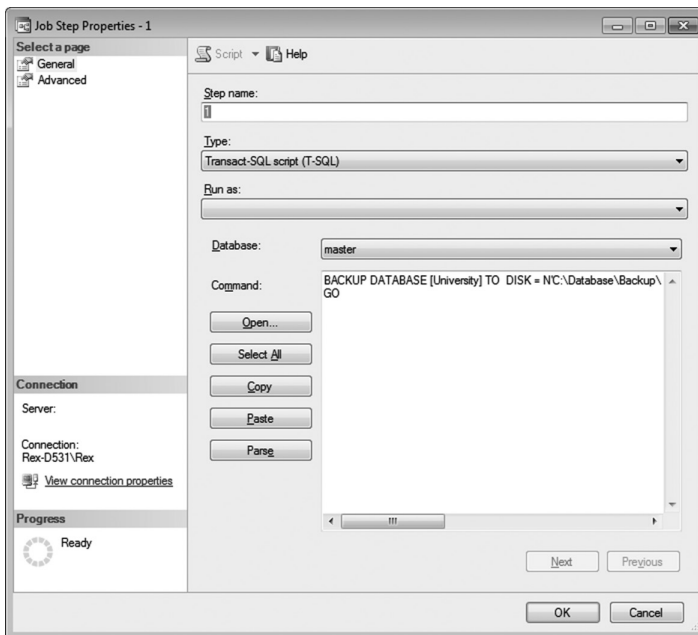 Job Step Properties - 1
Select a page
General
Advanced
Script
Help
Step name:
1
Type:
Transact-SQL script (T-SQL)
Run as:
Database:
master
Command:
BACKUP DATABASE [University] TO DISK = N'C:\Database\Backup\
GO
Open...
Select All
Copy
Paste
Parse
Connection
Server:
Connection:
Rex-D531\Rex
View connection properties
Progress
Ready
Next
Previous
OK
Cancel